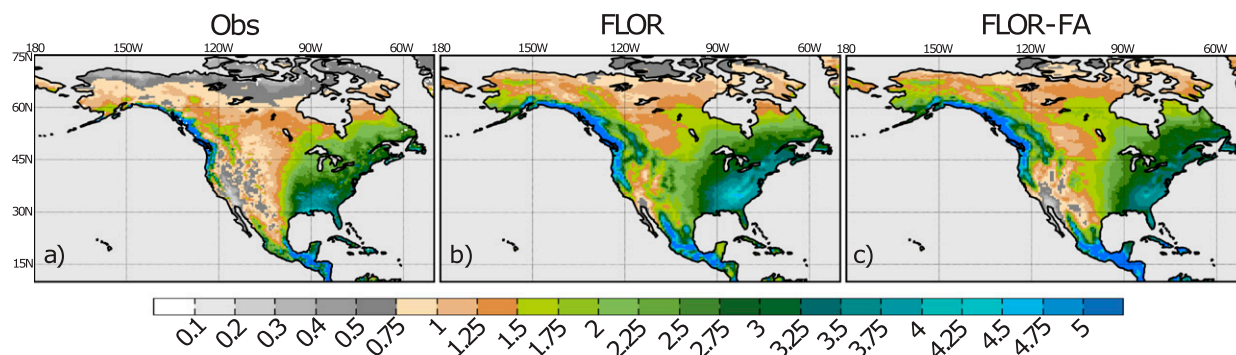 Obs FLOR FLOR-FA
180 150W 120W 90W 60W 180 150W 120W 90W 60W 180 150W 120W 90W 60W
75N
60N
45N
30N
15N
a) b) c)
0.1 0.2 0.3 0.4 0.5 0.75 1 1.25 1.5 1.75 2 2.25 2.5 2.75 3 3.25 3.5 3.75 4 4.25 4.5 4.75 5